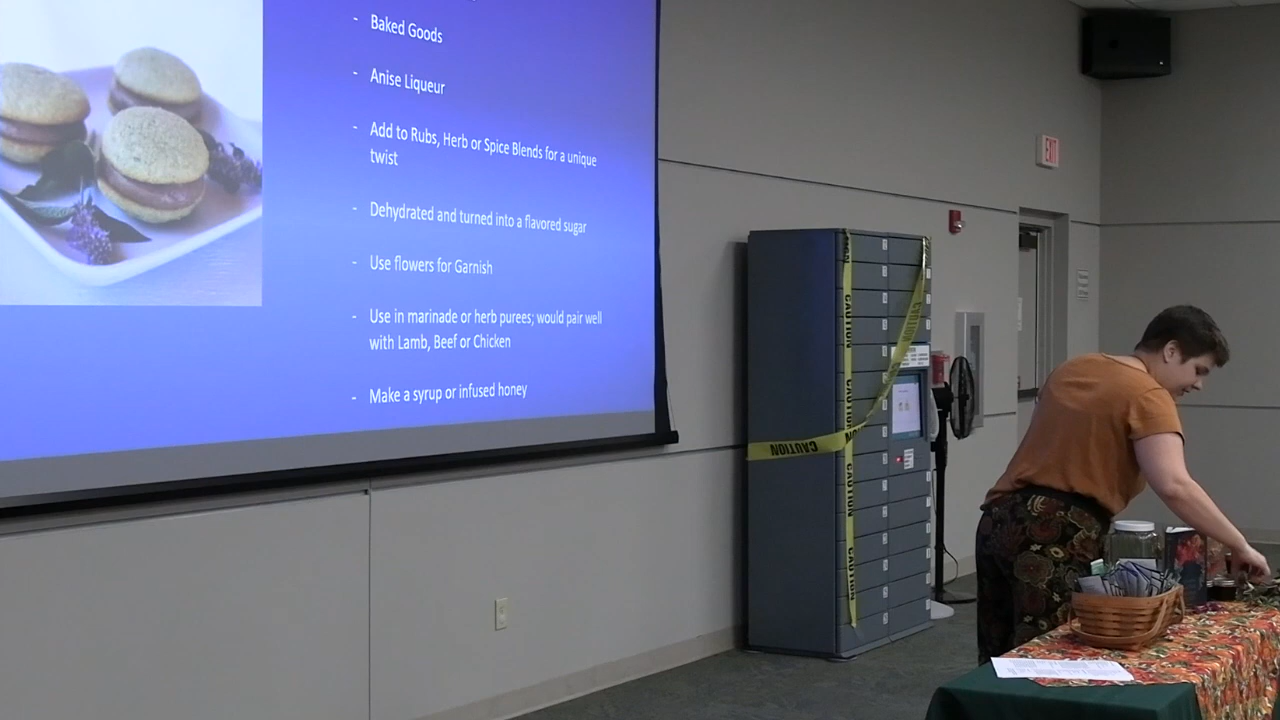 - Baked Goods
- Anise Liqueur
- Add to Rubs, Herb or Spice Blends for a unique
twist
- Dehydrated and turned into a flavored sugar
- Use flowers for Garnish
- Use in marinade or herb purees; would pair well
with Lamb, Beef or Chicken
- Make a syrup or infused honey
EXIT
CAUTION
CAUTION
CAUTION
CAUTION
CAUTION